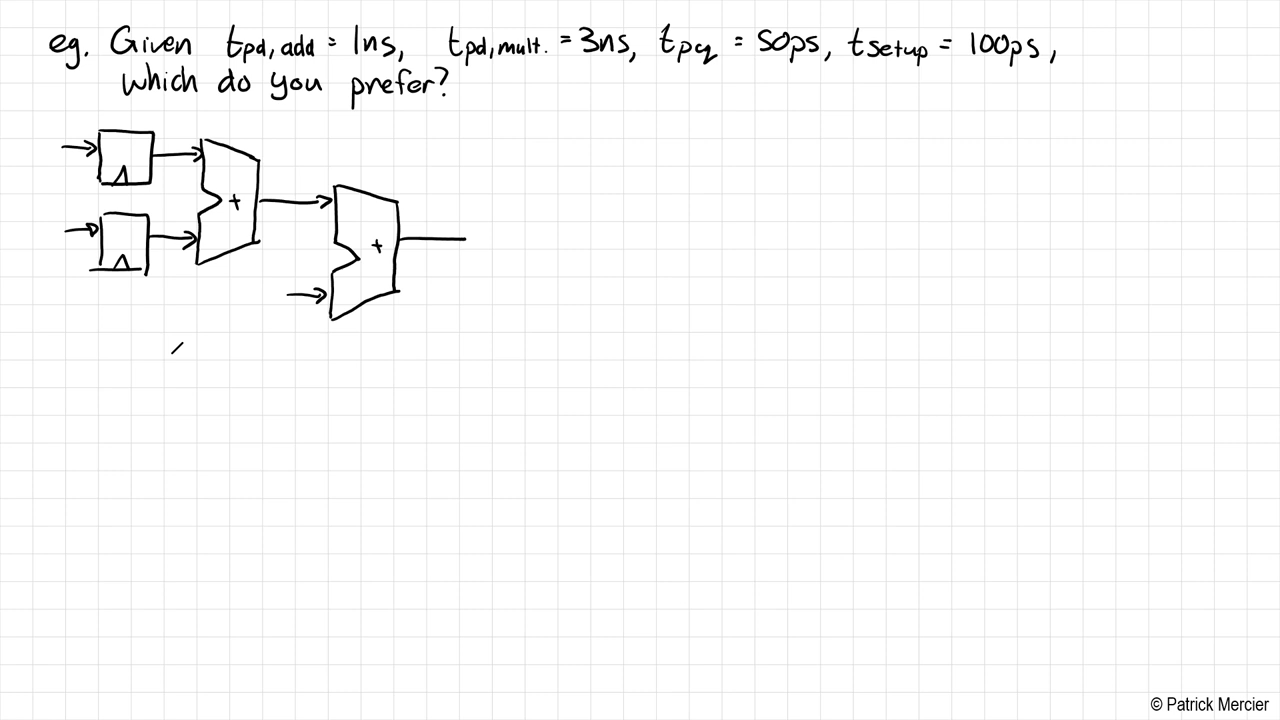 eg. Given tpd, add = 1ns, tpd, mult. = 3ns, tpcq = 50ps, tsetup = 100ps,
which do you prefer?
+
+
© Patrick Mercier